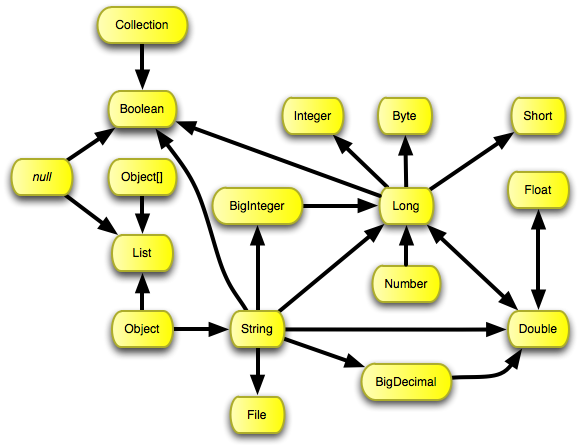 Collection
Boolean
Integer
Byte
Short
null
Object[]
BigInteger
Long
Float
List
Number
Object
String
Double
BigDecimal
File